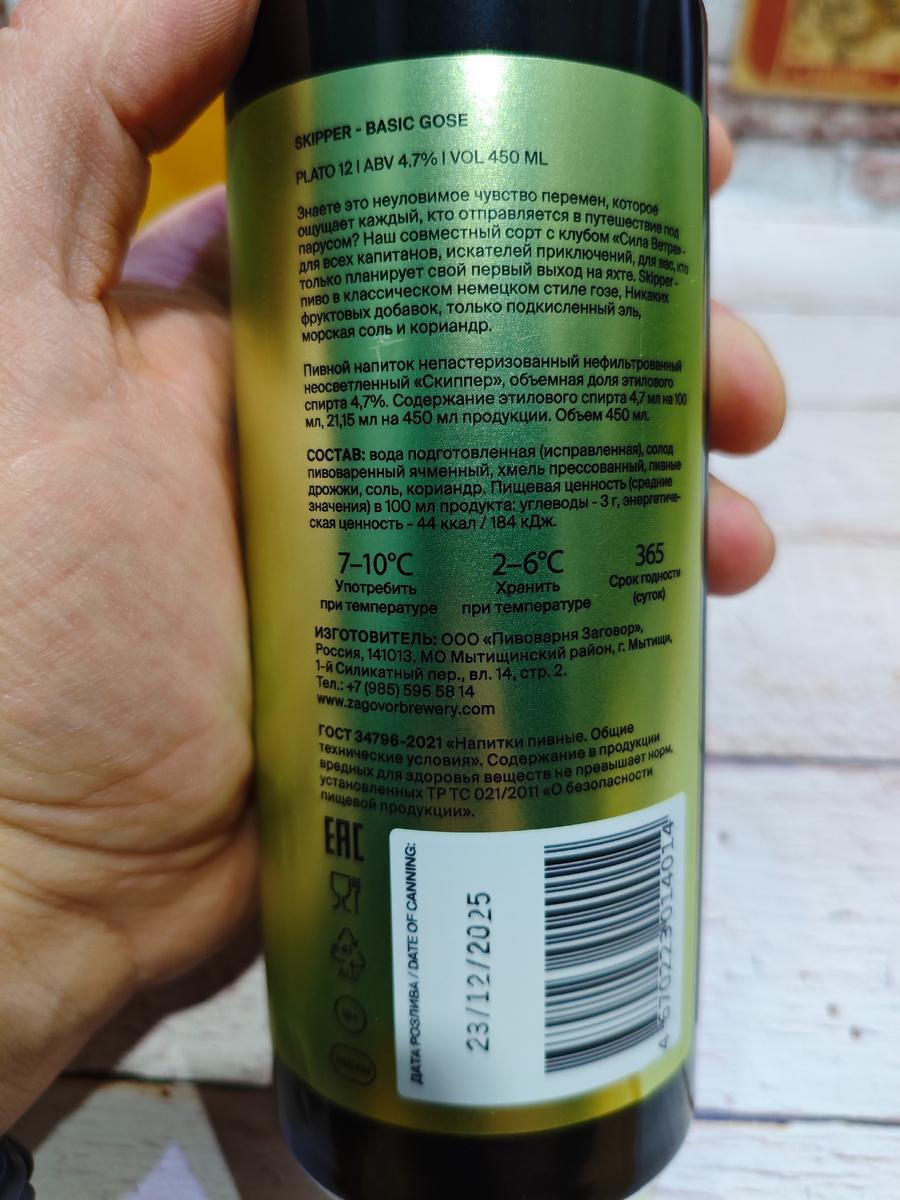 SKIPPER - BASIC GOSE
PLATO 12 | ABV 4.7% | VOL 450 ML
Знаете это неуловимое чувство перемен, которое
ощущает каждый, кто отправляется в путешествие под
парусом? Наш совместный сорт с клубом «Сила Ветра» -
для всех капитанов, искателей приключений, для вас, кто
только планирует свой первый выход на яхте. Skipper -
пиво в классическом немецком стиле гозе, Никаких
фруктовых добавок, только подкисленный эль,
морская соль и кориандр.
Пивной напиток непастеризованный нефильтрованный
неосветленный «Скиппер», объемная доля этилового
спирта 4,7%. Содержание этилового спирта 4,7 мл на 100
мл, 21,15 мл на 450 мл продукции. Объем 450 мл.
СОСТАВ: вода подготовленная (исправленная), солод
пивоваренный ячменный, хмель прессованный, пивные
дрожжи, соль, кориандр. Пищевая ценность (средние
значения) в 100 мл продукта: углеводы - 3 г, энергетиче-
ская ценность - 44 ккал / 184 кДж.
7–10°C 2–6°C 365
Употребить Хранить Срок годности
при температуре при температуре (суток)
ИЗГОТОВИТЕЛЬ: ООО «Пивоварня Заговор»,
Россия, 141013, МО Мытищинский район, г. Мытищи,
1-й Силикатный пер., вл. 14, стр. 2.
Тел.: +7 (985) 595 58 14
www.zagovorbrewery.com
ГОСТ 34796-2021 «Напитки пивные. Общие
технические условия». Содержание в продукции
вредных для здоровья веществ не превышает норм,
установленных ТР ТС 021/2011 «О безопасности
пищевой продукции».
EAC
18+
VEGAN
ДАТА РОЗЛИВА / DATE OF CANNING:
23/12/2025
4 670223 014014